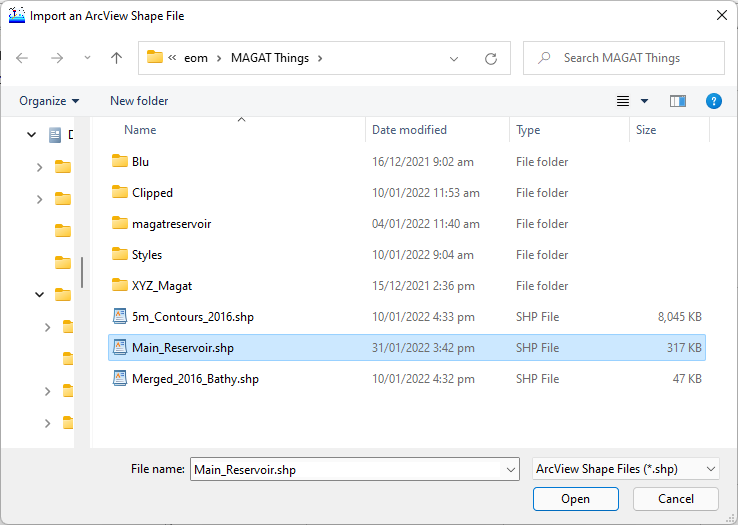 Import an ArcView Shape File
« eom > MAGAT Things >
Search MAGAT Things
Organize
New folder
Name Date modified Type Size
Blu 16/12/2021 9:02 am File folder
Clipped 10/01/2022 11:53 am File folder
magatreservoir 04/01/2022 11:40 am File folder
Styles 10/01/2022 9:04 am File folder
XYZ_Magat 15/12/2021 2:36 pm File folder
5m_Contours_2016.shp 10/01/2022 4:33 pm SHP File 8,045 KB
Main_Reservoir.shp 31/01/2022 3:42 pm SHP File 317 KB
Merged_2016_Bathy.shp 10/01/2022 4:32 pm SHP File 47 KB
File name: Main_Reservoir.shp ArcView Shape Files (*.shp)
Open Cancel